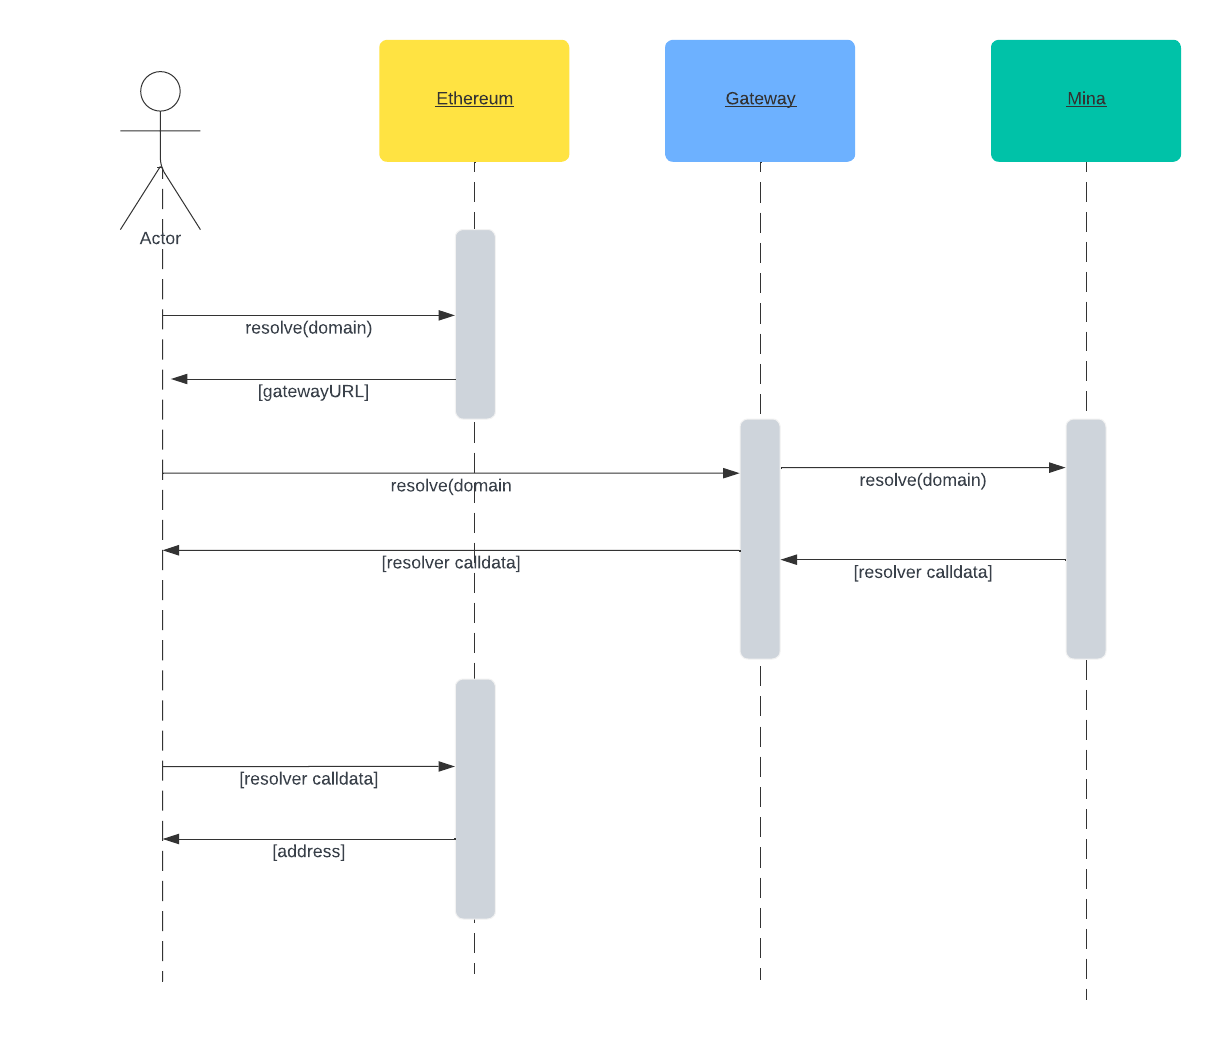 Ethereum
Gateway
Mina
Actor
resolve(domain)
[gatewayURL]
resolve(domain
resolve(domain)
[resolver calldata]
[resolver calldata]
[resolver calldata]
[address]